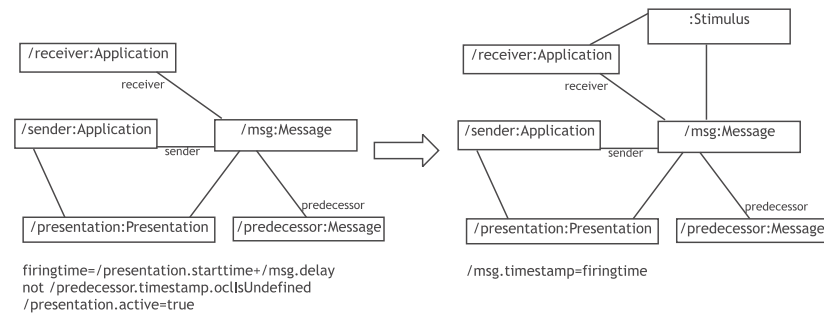 /receiver:Application
receiver
/sender:Application
/msg:Message
sender
predecessor
/presentation:Presentation
/predecessor:Message
firingtime=/presentation.starttime+/msg.delay
not /predecessor.timestamp.oclIsUndefined
/presentation.active=true
:Stimulus
/receiver:Application
receiver
/sender:Application
/msg:Message
sender
predecessor
/presentation:Presentation
/predecessor:Message
/msg.timestamp=firingtime